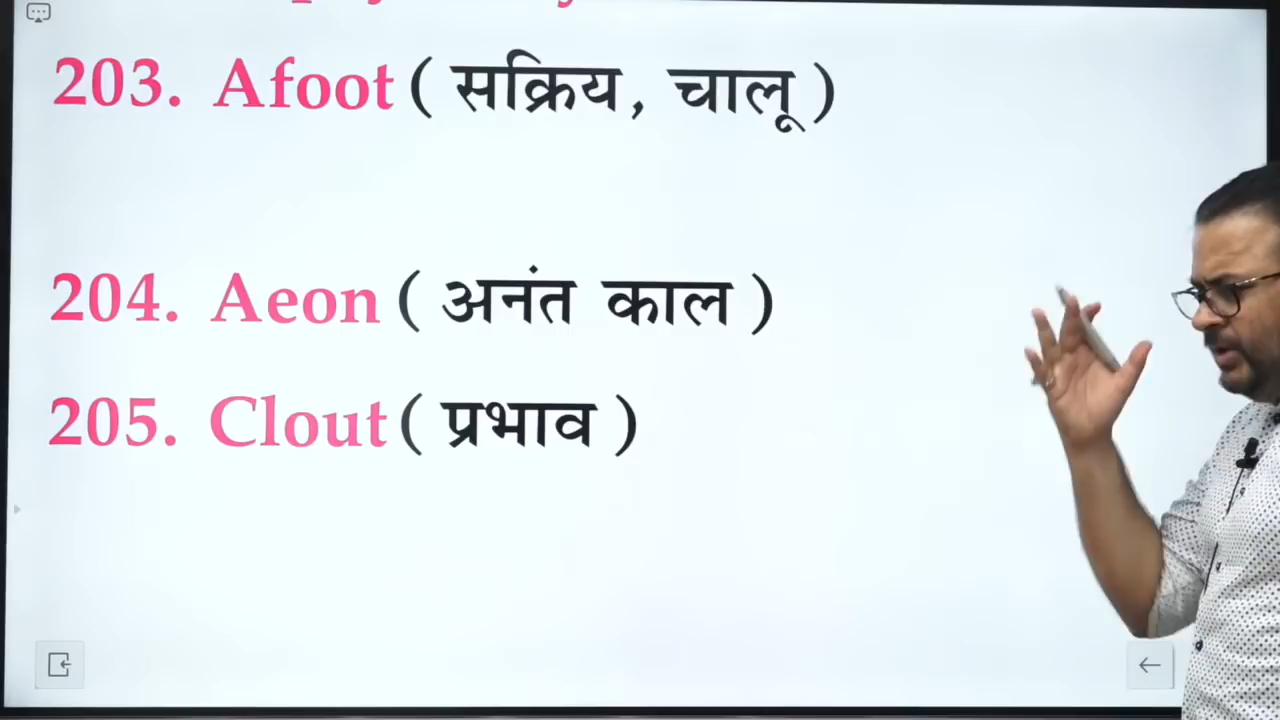 203. Afoot ( सक्रिय, चालू )
204. Aeon ( अनंत काल )
205. Clout ( प्रभाव )